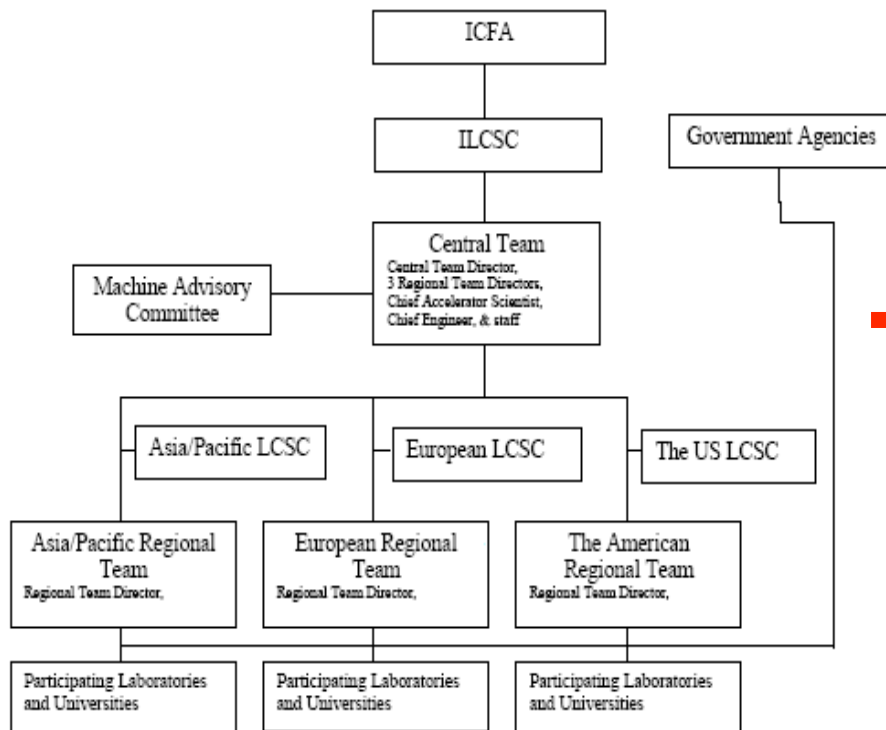 ICFA
ILCSC
Government Agencies
Central Team
Central Team Director,
3 Regional Team Directors,
Chief Accelerator Scientist,
Chief Engineer, & staff
Machine Advisory
Committee
Asia/Pacific LCSC
European LCSC
The US LCSC
Asia/Pacific Regional
Team
Regional Team Director,
European Regional
Team
Regional Team Director,
The American
Regional Team
Regional Team Director,
Participating Laboratories
and Universities
Participating Laboratories
and Universities
Participating Laboratories
and Universities